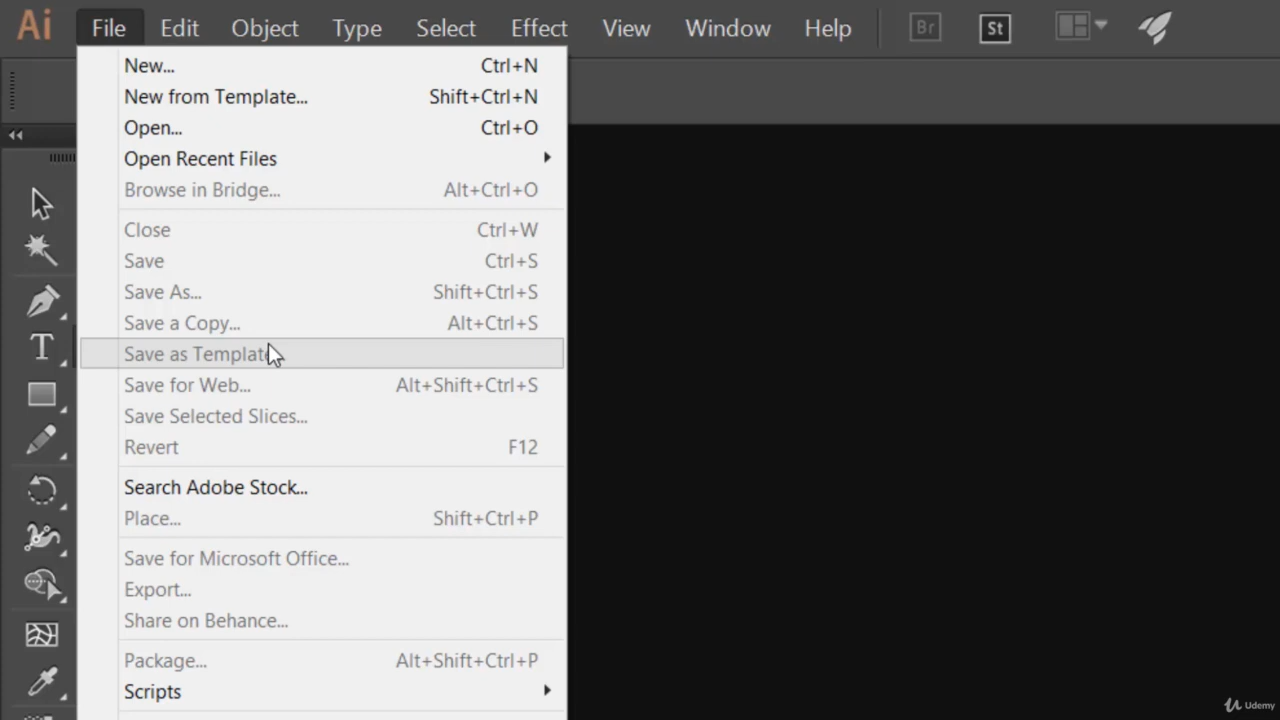 Ai File Edit Object Type Select Effect View Window Help Br St
New... Ctrl+N
New from Template... Shift+Ctrl+N
Open... Ctrl+O
Open Recent Files
Browse in Bridge... Alt+Ctrl+O
Close Ctrl+W
Save Ctrl+S
Save As... Shift+Ctrl+S
Save a Copy... Alt+Ctrl+S
Save as Template
Save for Web... Alt+Shift+Ctrl+S
Save Selected Slices...
Revert F12
Search Adobe Stock...
Place... Shift+Ctrl+P
Save for Microsoft Office...
Export...
Share on Behance...
Package... Alt+Shift+Ctrl+P
Scripts
Udemy